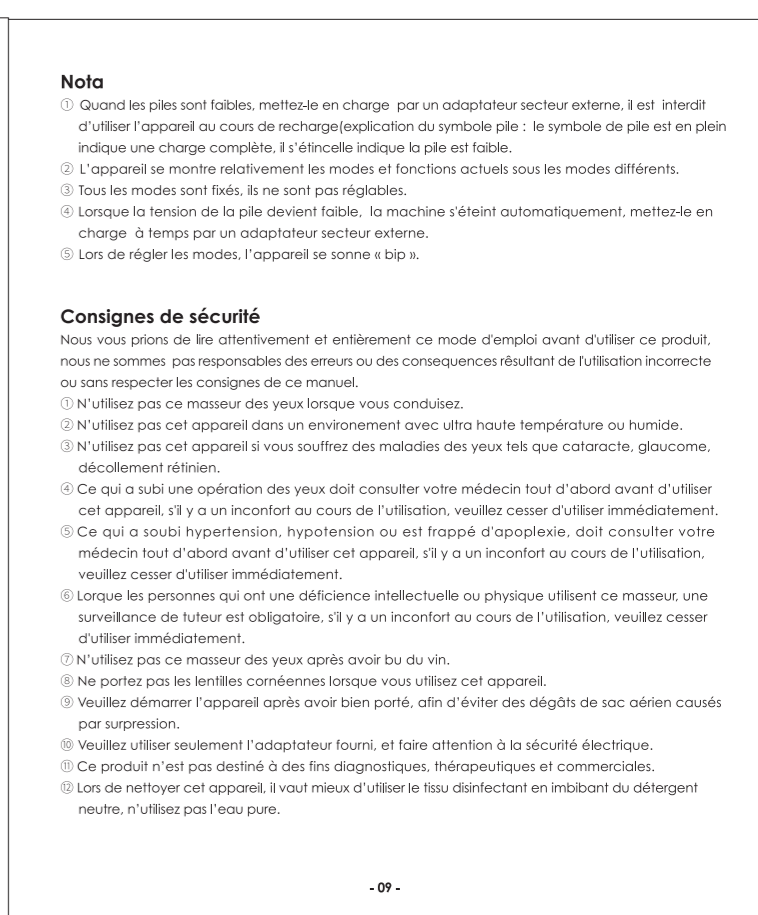 Nota
① Quand les piles sont faibles, mettez-le en charge par un adaptateur secteur externe, il est interdit
d'utiliser l'appareil au cours de recharge(explication du symbole pile : le symbole de pile est en plein
indique une charge complète, il s'étincelle indique la pile est faible.
② L'appareil se montre relativement les modes et fonctions actuels sous les modes différents.
③ Tous les modes sont fixés, ils ne sont pas réglables.
④ Lorsque la tension de la pile devient faible, la machine s'éteint automatiquement, mettez-le en
charge à temps par un adaptateur secteur externe.
⑤ Lors de régler les modes, l'appareil se sonne « bip ».
Consignes de sécurité
Nous vous prions de lire attentivement et entièrement ce mode d'emploi avant d'utiliser ce produit,
nous ne sommes pas responsables des erreurs ou des consequences rêsultant de l'utilisation incorrecte
ou sans respecter les consignes de ce manuel.
① N'utilisez pas ce masseur des yeux lorsque vous conduisez.
② N'utilisez pas cet appareil dans un environement avec ultra haute température ou humide.
③ N'utilisez pas cet appareil si vous souffrez des maladies des yeux tels que cataracte, glaucome,
décollement rétinien.
④ Ce qui a subi une opération des yeux doit consulter votre médecin tout d'abord avant d'utiliser
cet appareil, s'il y a un inconfort au cours de l'utilisation, veuillez cesser d'utiliser immédiatement.
⑤ Ce qui a soubi hypertension, hypotension ou est frappé d'apoplexie, doit consulter votre
médecin tout d'abord avant d'utiliser cet appareil, s'il y a un inconfort au cours de l'utilisation,
veuillez cesser d'utiliser immédiatement.
⑥ Lorque les personnes qui ont une déficience intellectuelle ou physique utilisent ce masseur, une
surveillance de tuteur est obligatoire, s'il y a un inconfort au cours de l'utilisation, veuillez cesser
d'utiliser immédiatement.
⑦ N'utilisez pas ce masseur des yeux après avoir bu du vin.
⑧ Ne portez pas les lentilles cornéennes lorsque vous utilisez cet appareil.
⑨ Veuillez démarrer l'appareil après avoir bien porté, afin d'éviter des dégâts de sac aérien causés
par surpression.
⑩ Veuillez utiliser seulement l'adaptateur fourni, et faire attention à la sécurité électrique.
⑪ Ce produit n'est pas destiné à des fins diagnostiques, thérapeutiques et commerciales.
⑫ Lors de nettoyer cet appareil, il vaut mieux d'utiliser le tissu disinfectant en imbibant du détergent
neutre, n'utilisez pas l'eau pure.
- 09 -